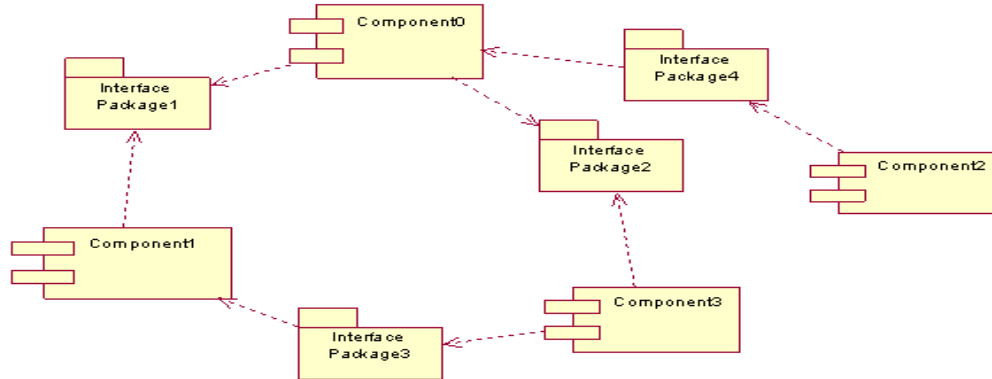 Component0
Interface
Package4
Interface
Package1
Interface
Package2
Component2
Component1
Component3
Interface
Package3